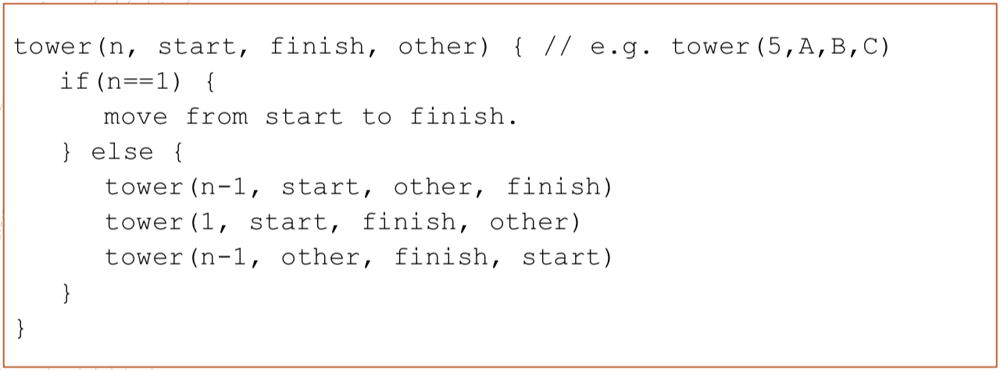 tower(n, start, finish, other) { // e.g. tower(5,A,B,C)
if(n==1) {
move from start to finish.
} else {
tower(n-1, start, other, finish)
tower(1, start, finish, other)
tower(n-1, other, finish, start)
}
}